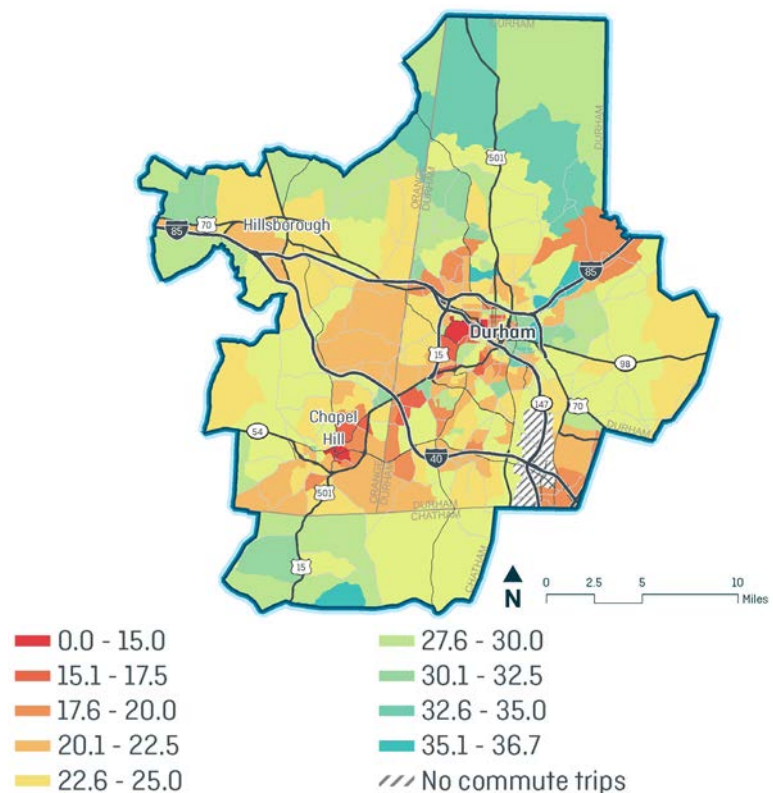 DURHAM
501
DURHAM
ORANGE
DURHAM
70
Hillsborough
85
85
Durham
15
98
147
70
Chapel
Hill
54
DURHAM
40
501
ORANGE
DURHAM
DURHAM
CHATHAM
15
CHATHAM
N
0 2.5 5 10
Miles
0.0 - 15.0
15.1 - 17.5
17.6 - 20.0
20.1 - 22.5
22.6 - 25.0
27.6 - 30.0
30.1 - 32.5
32.6 - 35.0
35.1 - 36.7
No commute trips